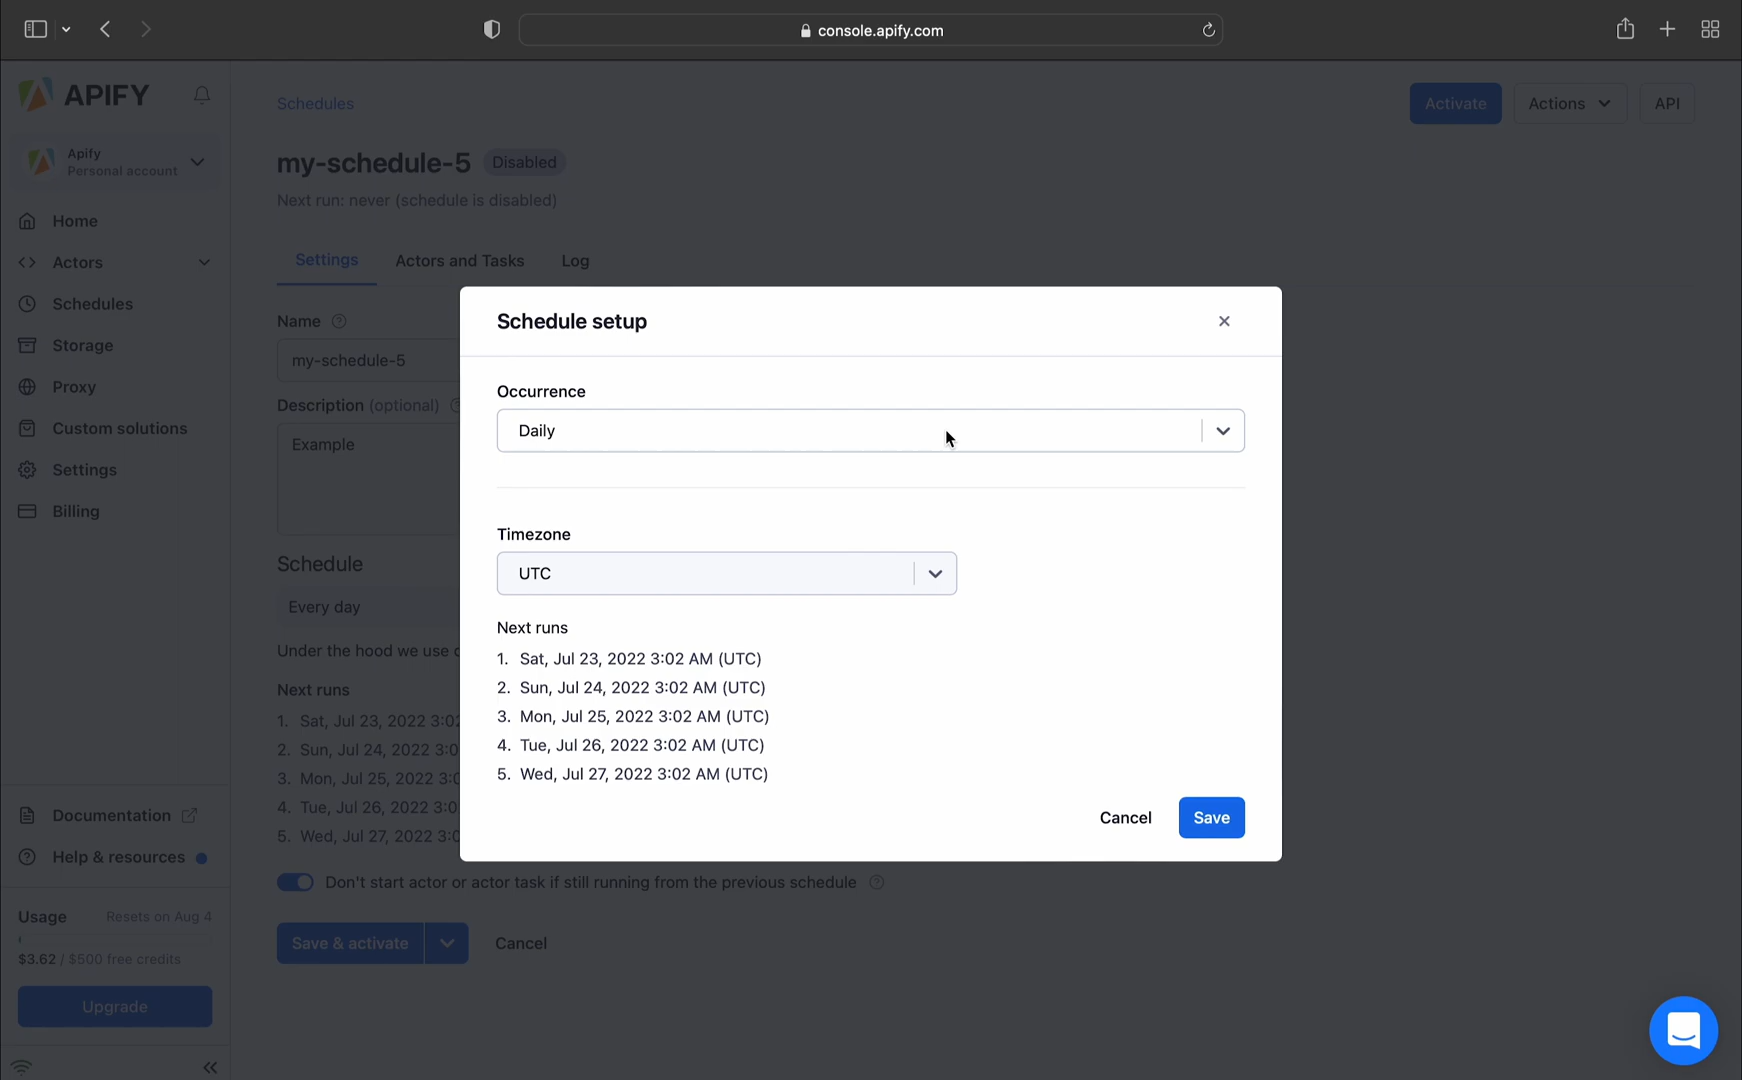 console.apify.com
APIFY
Apify
Personal account
Home
Actors
Schedules
Storage
Proxy
Custom solutions
Settings
Billing
Documentation
Help & resources
Usage Resets on Aug 4
$3.62 / $500 free credits
Upgrade
Schedules
Activate Actions API
my-schedule-5 Disabled
Next run: never (schedule is disabled)
Settings Actors and Tasks Log
Name
my-schedule-5
Description (optional)
Example
Schedule
Every day
Under the hood we use
Next runs
1. Sat, Jul 23, 2022 3:02
2. Sun, Jul 24, 2022 3:0
3. Mon, Jul 25, 2022 3:0
4. Tue, Jul 26, 2022 3:0
5. Wed, Jul 27, 2022 3:0
Don't start actor or actor task if still running from the previous schedule
Save & activate Cancel
Schedule setup
Occurrence
Daily
Timezone
UTC
Next runs
1. Sat, Jul 23, 2022 3:02 AM (UTC)
2. Sun, Jul 24, 2022 3:02 AM (UTC)
3. Mon, Jul 25, 2022 3:02 AM (UTC)
4. Tue, Jul 26, 2022 3:02 AM (UTC)
5. Wed, Jul 27, 2022 3:02 AM (UTC)
Cancel Save